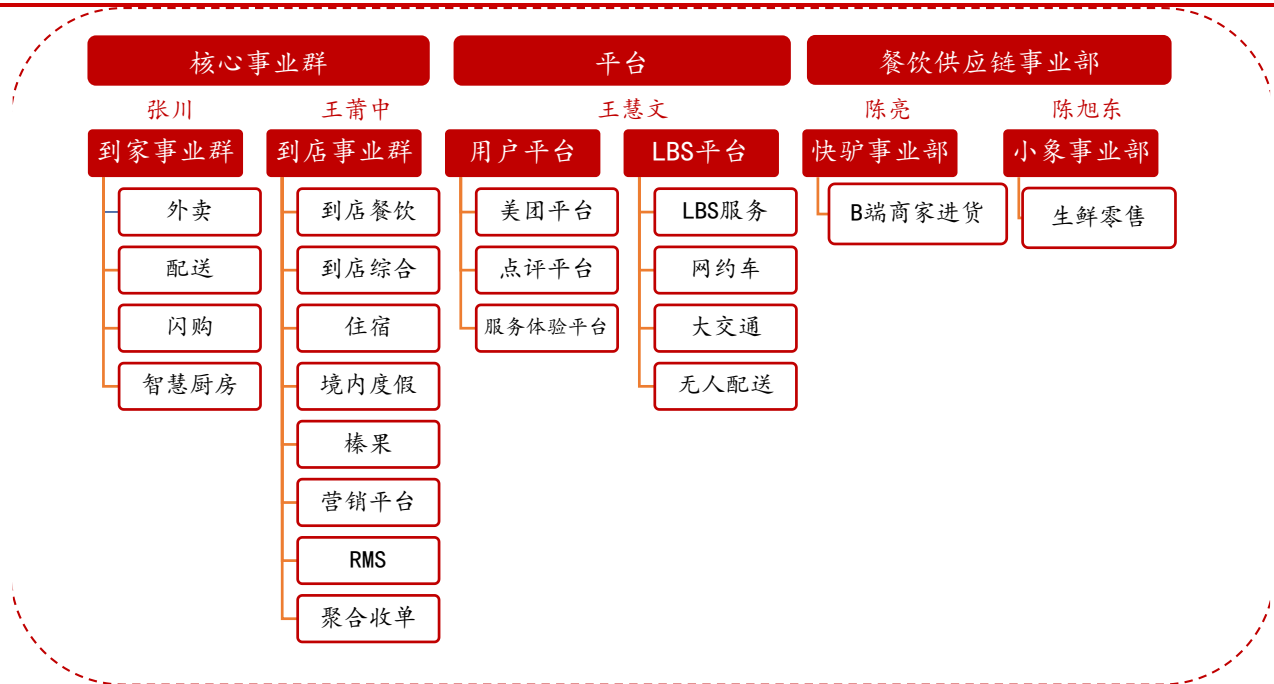 核心事业群
平台
餐饮供应链事业部
张川
王莆中
王慧文
陈亮
陈旭东
到家事业群
到店事业群
用户平台
LBS平台
快驴事业部
小象事业部
外卖
到店餐饮
美团平台
LBS服务
B端商家进货
生鲜零售
配送
到店综合
点评平台
网约车
闪购
住宿
服务体验平台
大交通
智慧厨房
境内度假
无人配送
榛果
营销平台
RMS
聚合收单